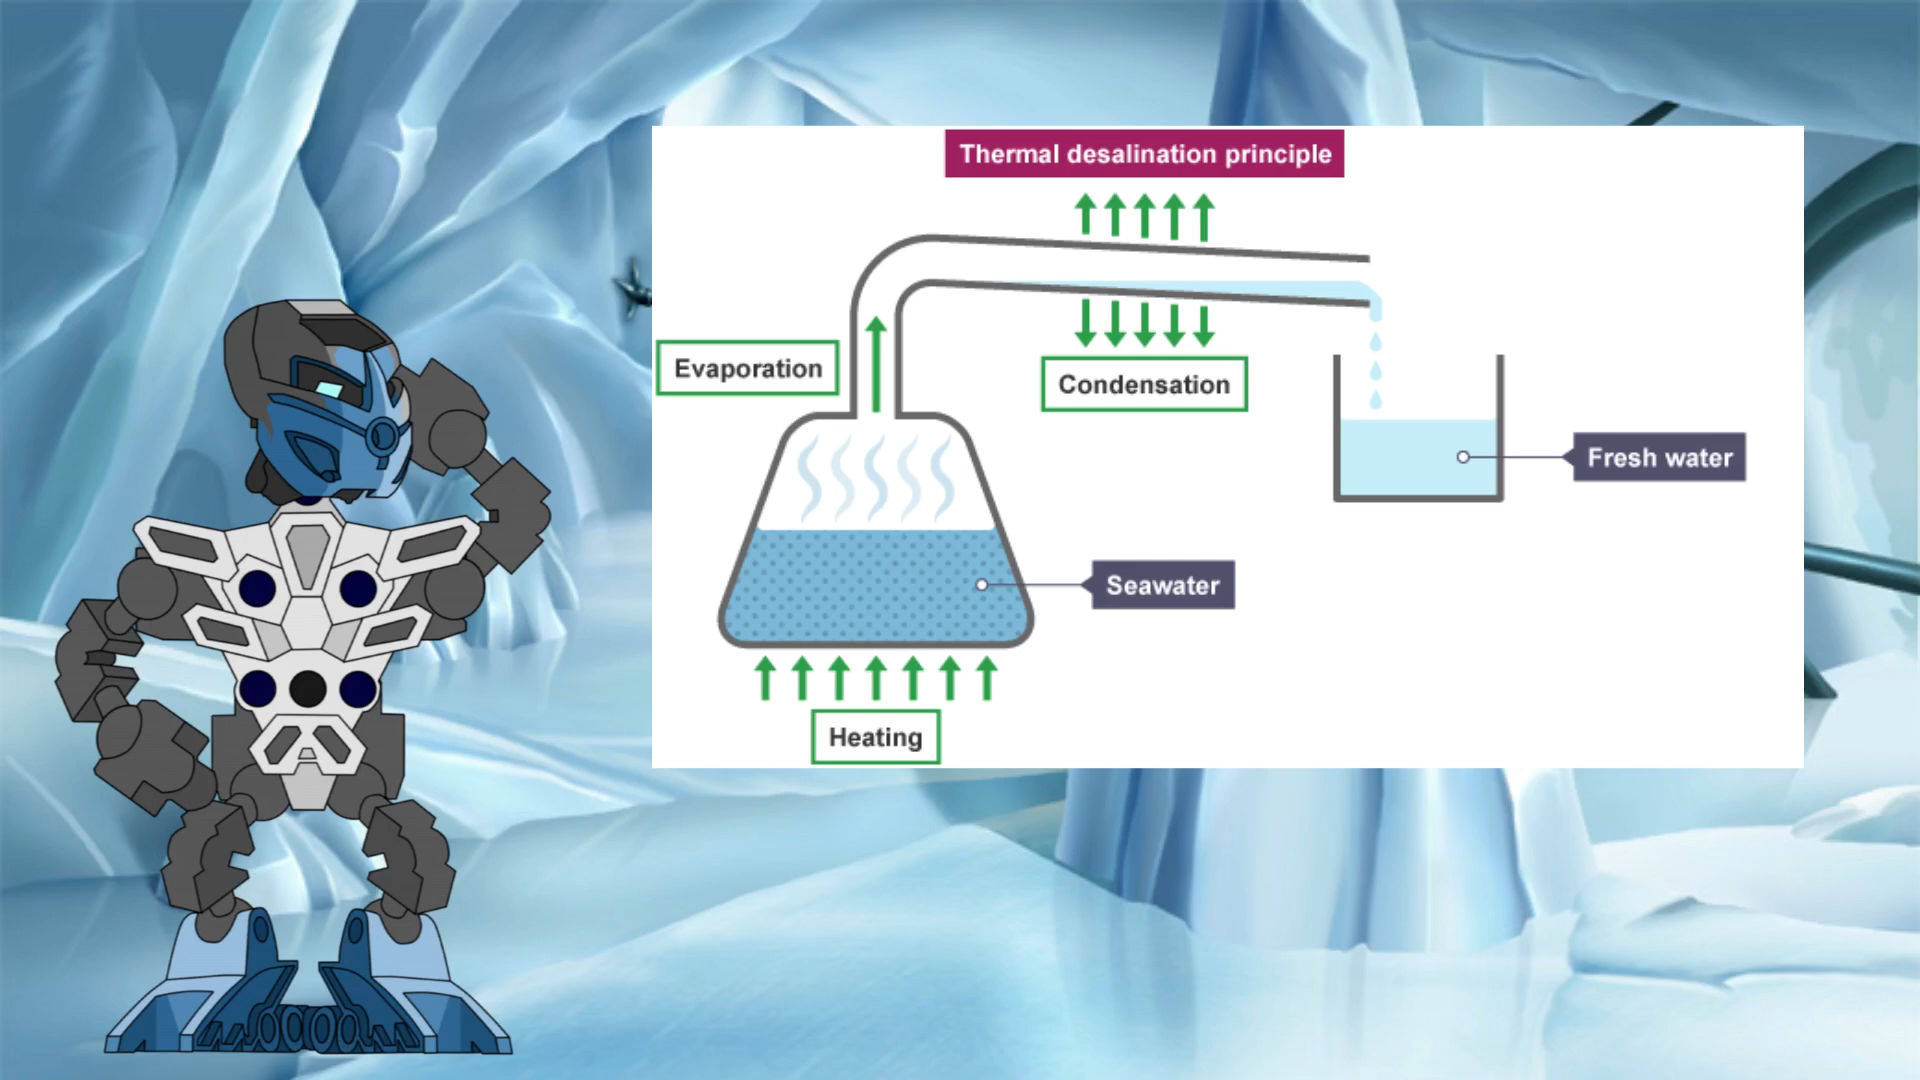 Thermal desalination principle
Evaporation
Condensation
Fresh water
Seawater
Heating